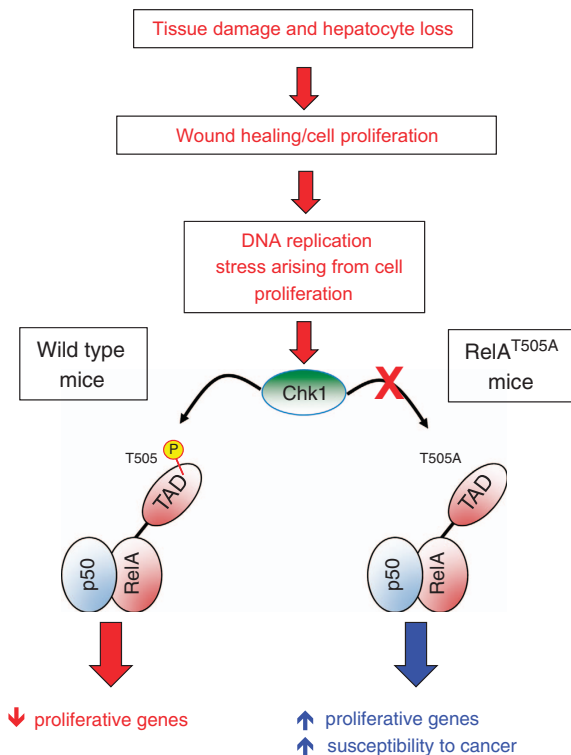 Tissue damage and hepatocyte loss
Wound healing/cell proliferation
DNA replication
stress arising from cell
proliferation
Wild type
mice
RelA^T505A
mice
Chk1
X
P
T505
TAD
p50
RelA
T505A
TAD
p50
RelA
proliferative genes
proliferative genes
susceptibility to cancer